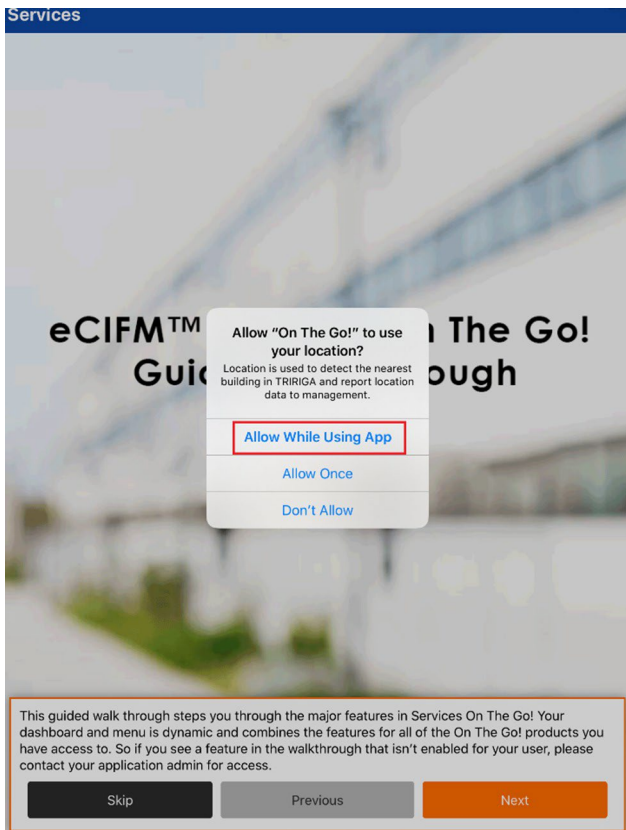 Services
eCIFM™ n The Go!
Guid ough
Allow “On The Go!” to use
your location?
Location is used to detect the nearest
building in TRIRIGA and report location
data to management.
Allow While Using App
Allow Once
Don’t Allow
This guided walk through steps you through the major features in Services On The Go! Your
dashboard and menu is dynamic and combines the features for all of the On The Go! products you
have access to. So if you see a feature in the walkthrough that isn’t enabled for your user, please
contact your application admin for access.
Skip Previous Next